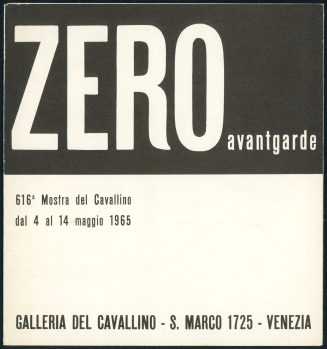 ZERO avantgarde
616ª Mostra del Cavallino
dal 4 al 14 maggio 1965
GALLERIA DEL CAVALLINO - S. MARCO 1725 - VENEZIA